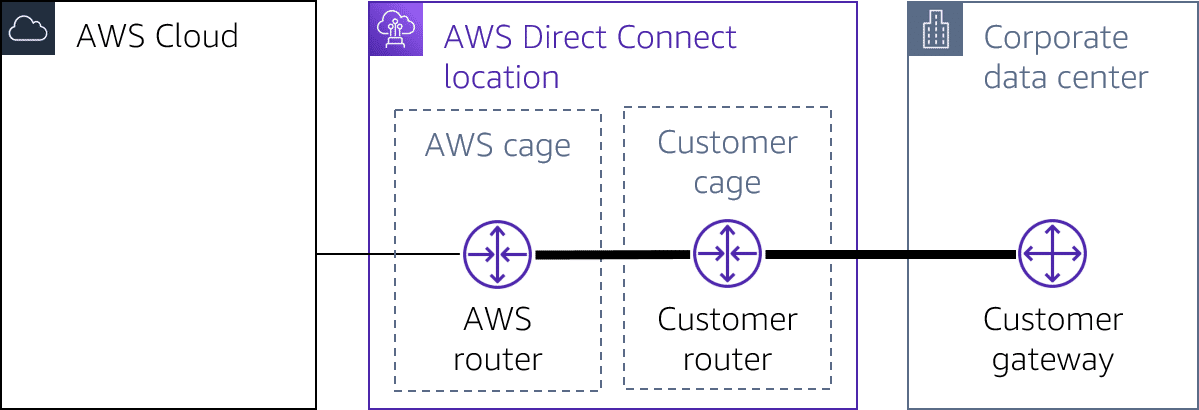 AWS Cloud
AWS Direct Connect
location
Corporate
data center
AWS cage
Customer
cage
AWS
router
Customer
router
Customer
gateway